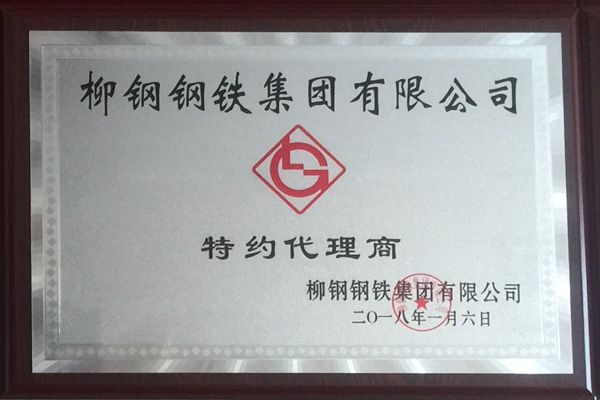 柳钢钢铁集团有限公司
特约代理商
柳钢钢铁集团有限公司
二〇一八年一月六日